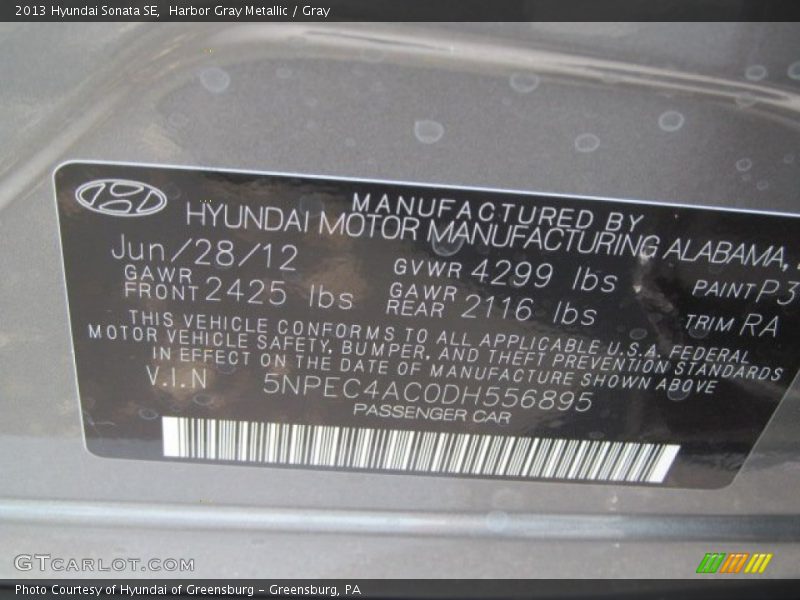 2013 Hyundai Sonata SE, Harbor Gray Metallic / Gray
MANUFACTURED BY
HYUNDAI MOTOR MANUFACTURING ALABAMA,
Jun/28/12
GVWR 4299 lbs
PAINT P3
GAWR FRONT 2425 lbs
GAWR REAR 2116 lbs
TRIM RA
THIS VEHICLE CONFORMS TO ALL APPLICABLE U.S.A. FEDERAL
MOTOR VEHICLE SAFETY, BUMPER, AND THEFT PREVENTION STANDARDS
IN EFFECT ON THE DATE OF MANUFACTURE SHOWN ABOVE
V.I.N 5NPEC4AC0DH556895
PASSENGER CAR
GTCARLOT.COM
Photo Courtesy of Hyundai of Greensburg – Greensburg, PA